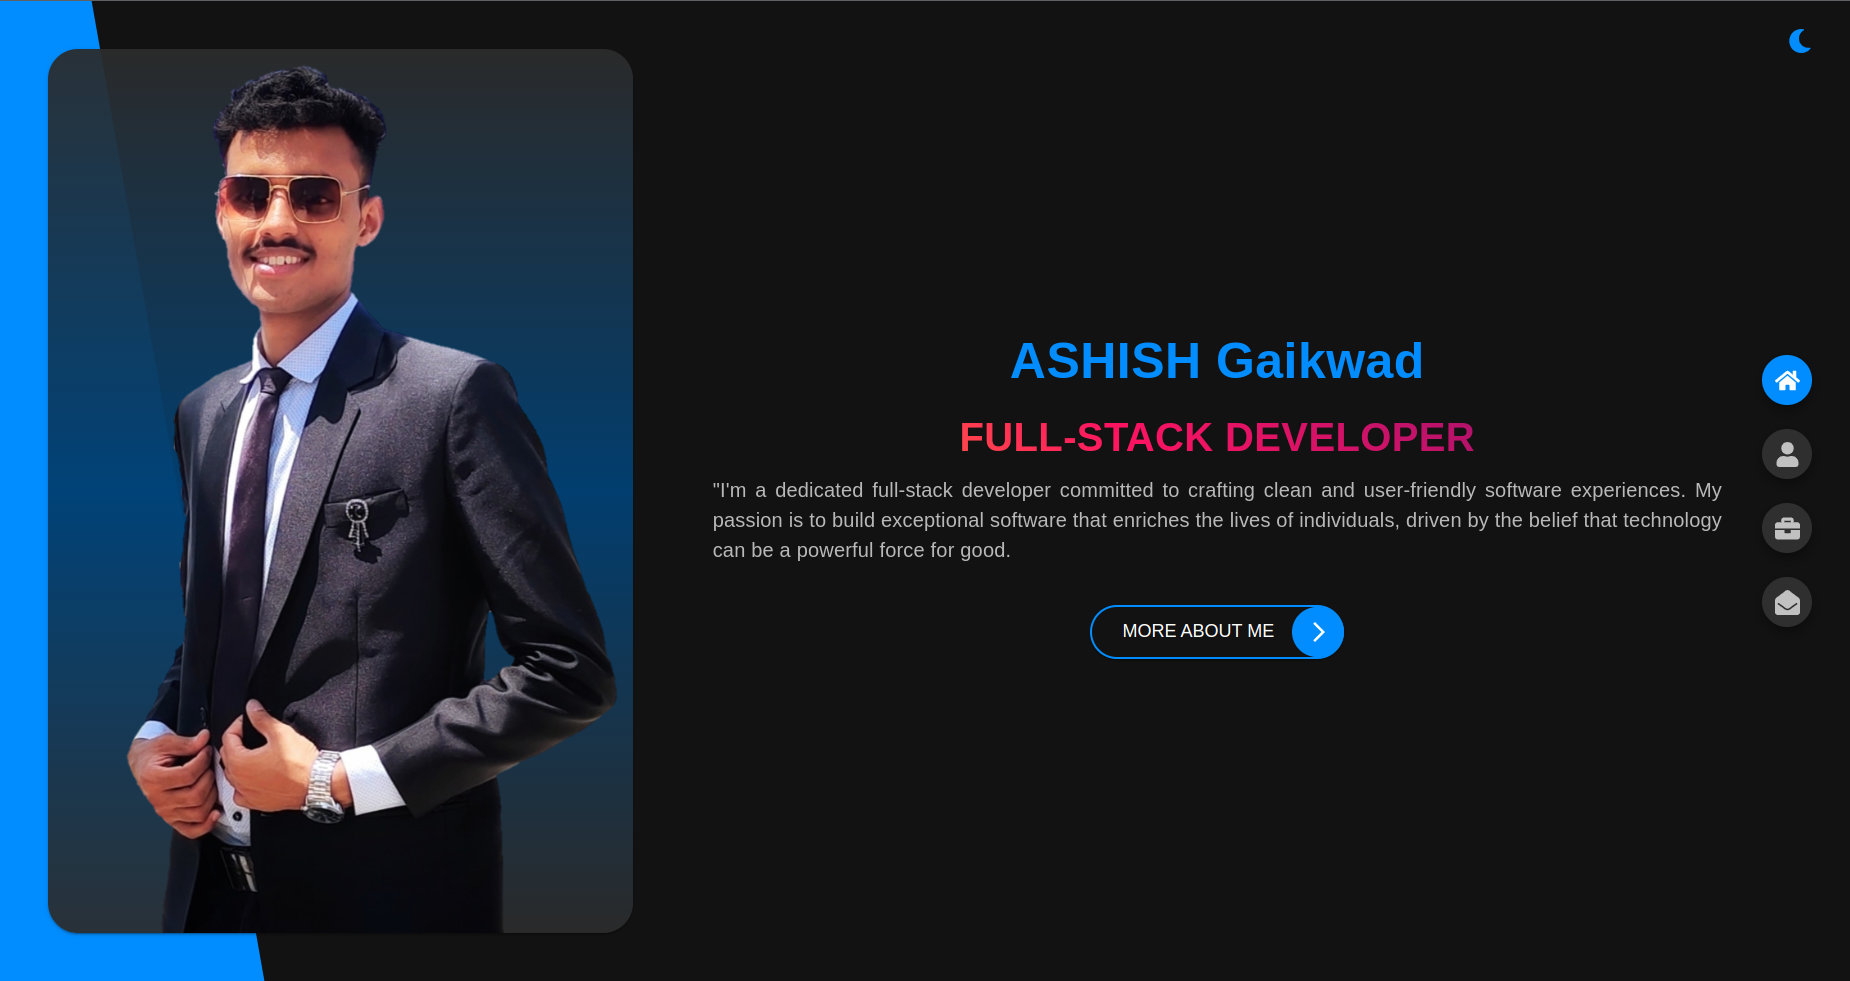 ASHISH Gaikwad
FULL-STACK DEVELOPER
"I'm a dedicated full-stack developer committed to crafting clean and user-friendly software experiences. My
passion is to build exceptional software that enriches the lives of individuals, driven by the belief that technology
can be a powerful force for good.
MORE ABOUT ME